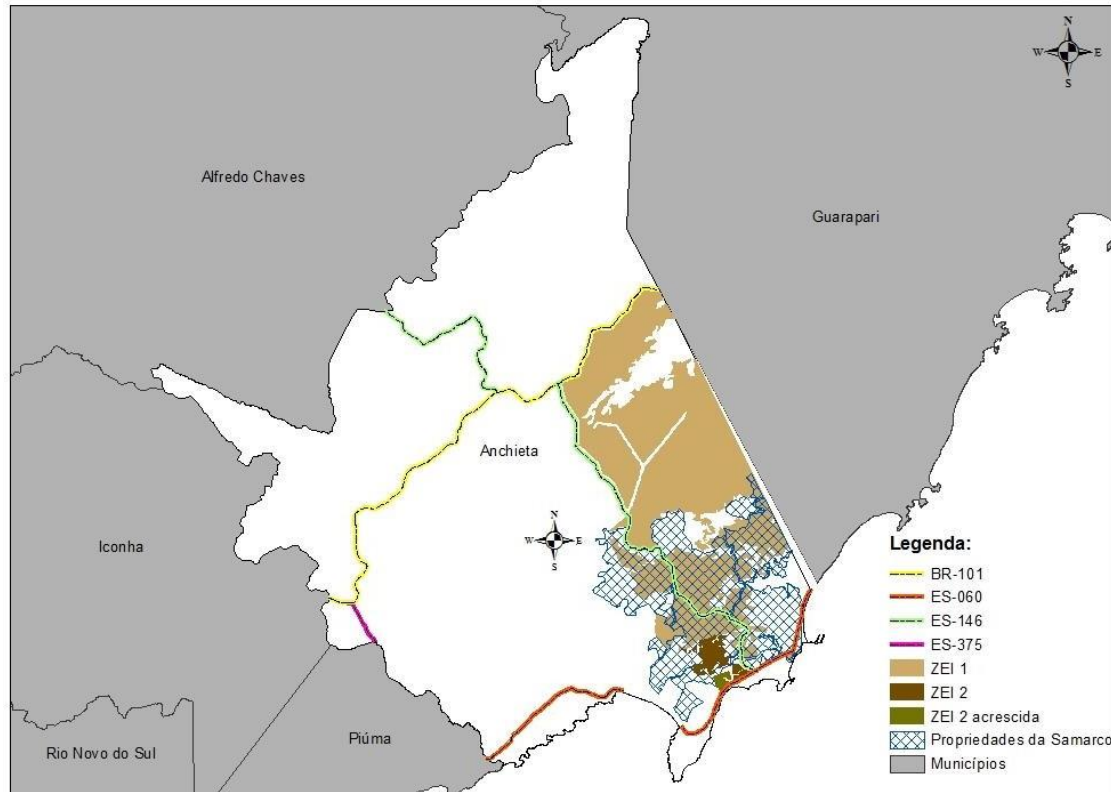 N
W E
S
Alfredo Chaves
Guarapari
Anchieta
N
W E
S
Iconha
Legenda:
BR-101
ES-060
ES-146
ES-375
ZEI 1
ZEI 2
ZEI 2 acrescida
Propriedades da Samarco
Municípios
Piúma
Rio Novo do Sul